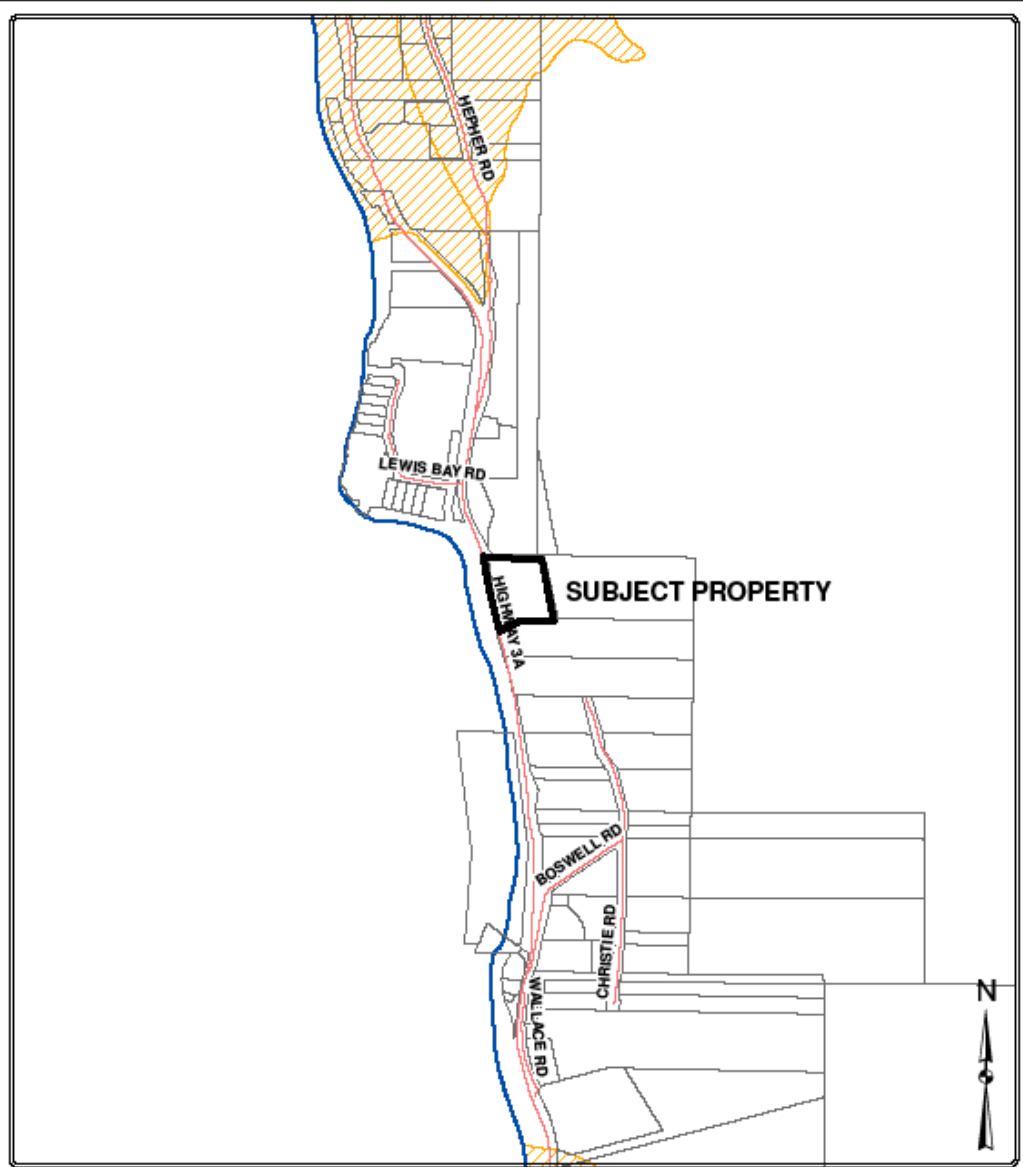 HEPHER RD
LEWIS BAY RD
SUBJECT PROPERTY
HIGHWAY 3A
BOSWELL RD
CHRISTIE RD
WALLACE RD
N